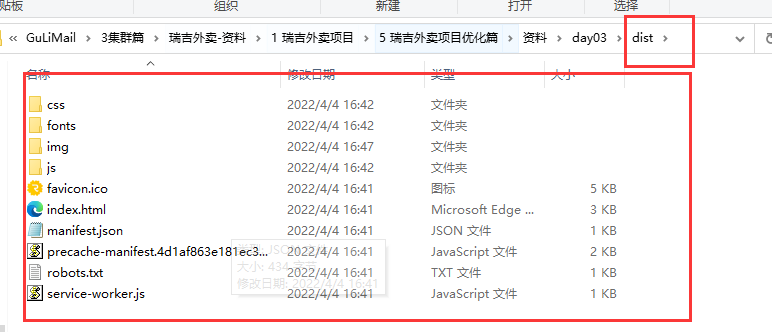 贴板 组织 新建 打开 选择
GuLiMail > 3集群篇 > 瑞吉外卖-资料 > 1 瑞吉外卖项目 > 5 瑞吉外卖项目优化篇 > 资料 > day03 > dist >
名称 修改日期 类型 大小
css 2022/4/4 16:42 文件夹
fonts 2022/4/4 16:42 文件夹
img 2022/4/4 16:47 文件夹
js 2022/4/4 16:42 文件夹
favicon.ico 2022/4/4 16:41 图标 5 KB
index.html 2022/4/4 16:41 Microsoft Edge ... 3 KB
manifest.json 2022/4/4 16:41 JSON 文件 1 KB
precache-manifest.4d1af863e181ec3... 2022/4/4 16:41 JavaScript 文件 2 KB
robots.txt 2022/4/4 16:41 TXT 文件 1 KB
service-worker.js 2022/4/4 16:41 JavaScript 文件 1 KB
类型: JSON 文件
大小: 434 字节
修改日期: 2022/4/4 16:41